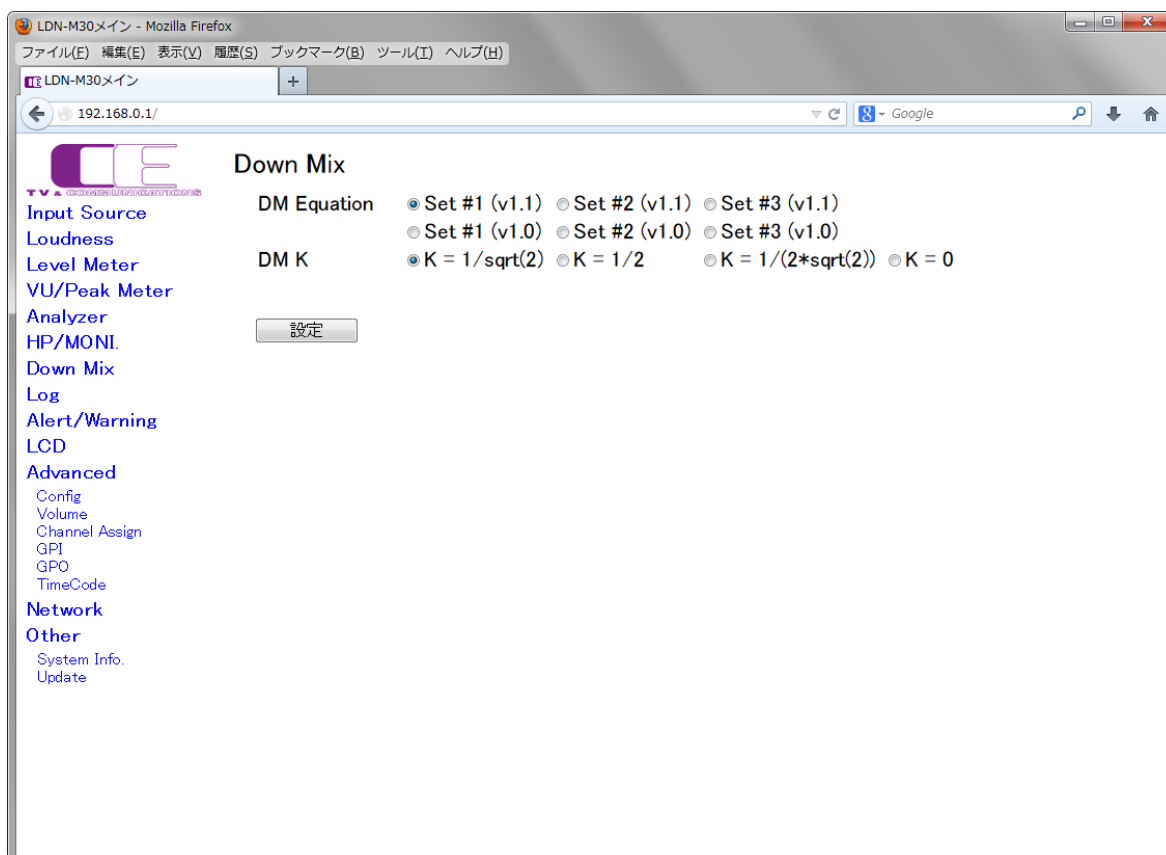 LDN-M30メイン - Mozilla Firefox
ファイル(F) 編集(E) 表示(V) 履歴(S) ブックマーク(B) ツール(T) ヘルプ(H)
LDN-M30メイン
192.168.0.1/
Google
TV & COMMUNICATIONS
Input Source
Loudness
Level Meter
VU/Peak Meter
Analyzer
HP/MONI.
Down Mix
Log
Alert/Warning
LCD
Advanced
Config
Volume
Channel Assign
GPI
GPO
TimeCode
Network
Other
System Info.
Update
Down Mix
DM Equation Set #1 (v1.1) Set #2 (v1.1) Set #3 (v1.1)
Set #1 (v1.0) Set #2 (v1.0) Set #3 (v1.0)
DM K K = 1/sqrt(2) K = 1/2 K = 1/(2*sqrt(2)) K = 0
設定